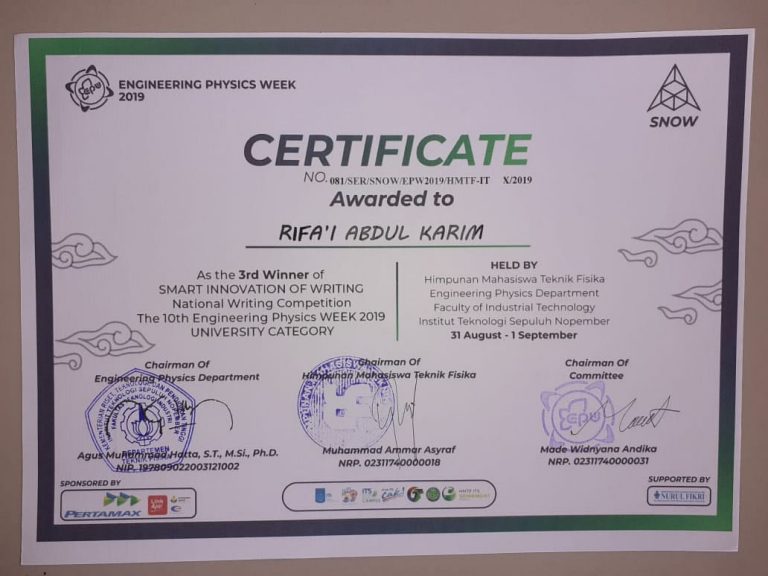 ENGINEERING PHYSICS WEEK
2019
SNOW
CERTIFICATE
NO. 081/SER/SNOW/EPW2019/HMTF-IT X/2019
Awarded to
RIFA'I ABDUL KARIM
As the 3rd Winner of
SMART INNOVATION OF WRITING
National Writing Competition
The 10th Engineering Physics WEEK 2019
UNIVERSITY CATEGORY
HELD BY
Himpunan Mahasiswa Teknik Fisika
Engineering Physics Department
Faculty of Industrial Technology
Institut Teknologi Sepuluh Nopember
31 August - 1 September
Chairman Of
Engineering Physics Department
Agus Muhammad Hatta, S.T., M.Si., Ph.D.
NIP. 197809022003121002
Chairman Of
Himpunan Mahasiswa Teknik Fisika
Muhammad Ammar Asyraf
NRP. 02311740000018
Chairman Of
Committee
epw
Made Widnyana Andika
NRP. 02311740000031
SPONSORED BY
PERTAMAX
SUPPORTED BY
NURUL FIKRI